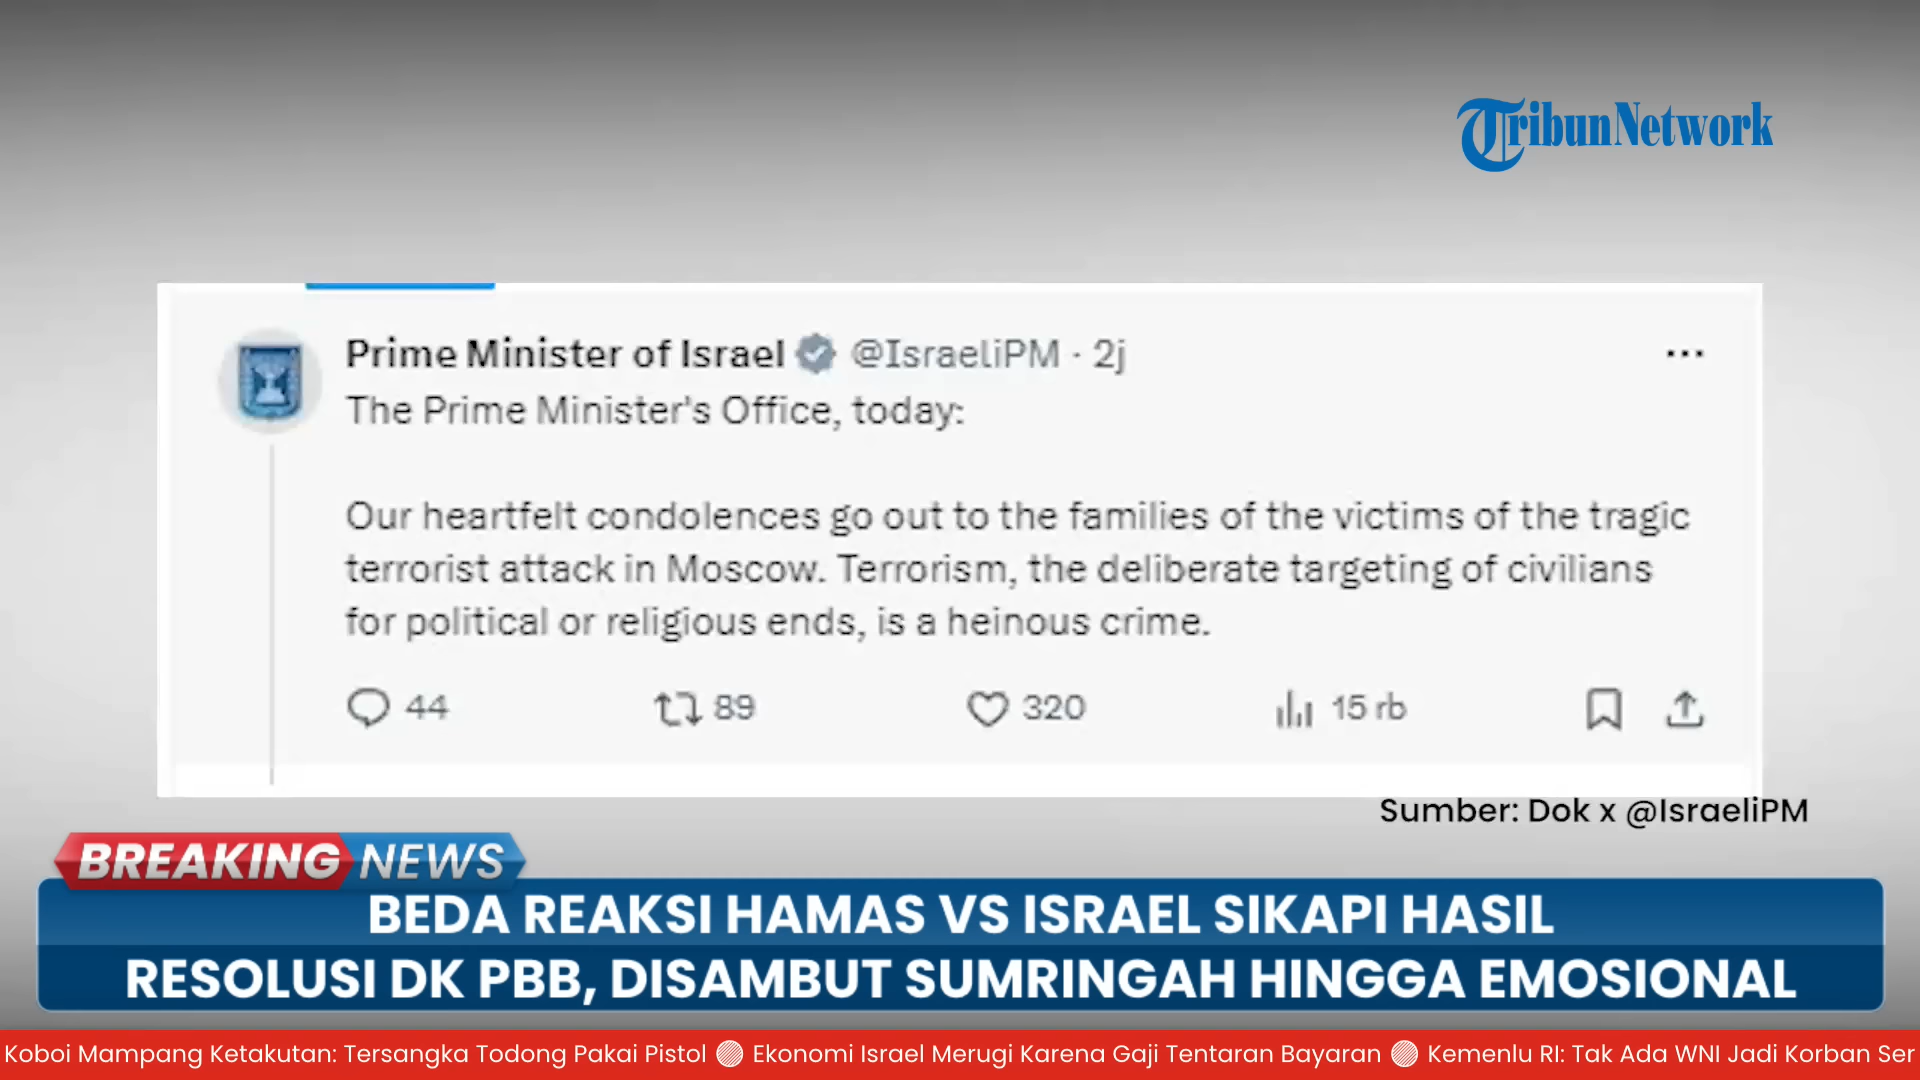 TribunNetwork
Prime Minister of Israel @IsraeliPM · 2j
The Prime Minister's Office, today:
Our heartfelt condolences go out to the families of the victims of the tragic
terrorist attack in Moscow. Terrorism, the deliberate targeting of civilians
for political or religious ends, is a heinous crime.
44 89 320 15 rb
Sumber: Dok x @IsraeliPM
BREAKING NEWS
BEDA REAKSI HAMAS VS ISRAEL SIKAPI HASIL
RESOLUSI DK PBB, DISAMBUT SUMRINGAH HINGGA EMOSIONAL
Koboi Mampang Ketakutan: Tersangka Todong Pakai Pistol Ekonomi Israel Merugi Karena Gaji Tentaran Bayaran Kemenlu RI: Tak Ada WNI Jadi Korban Ser